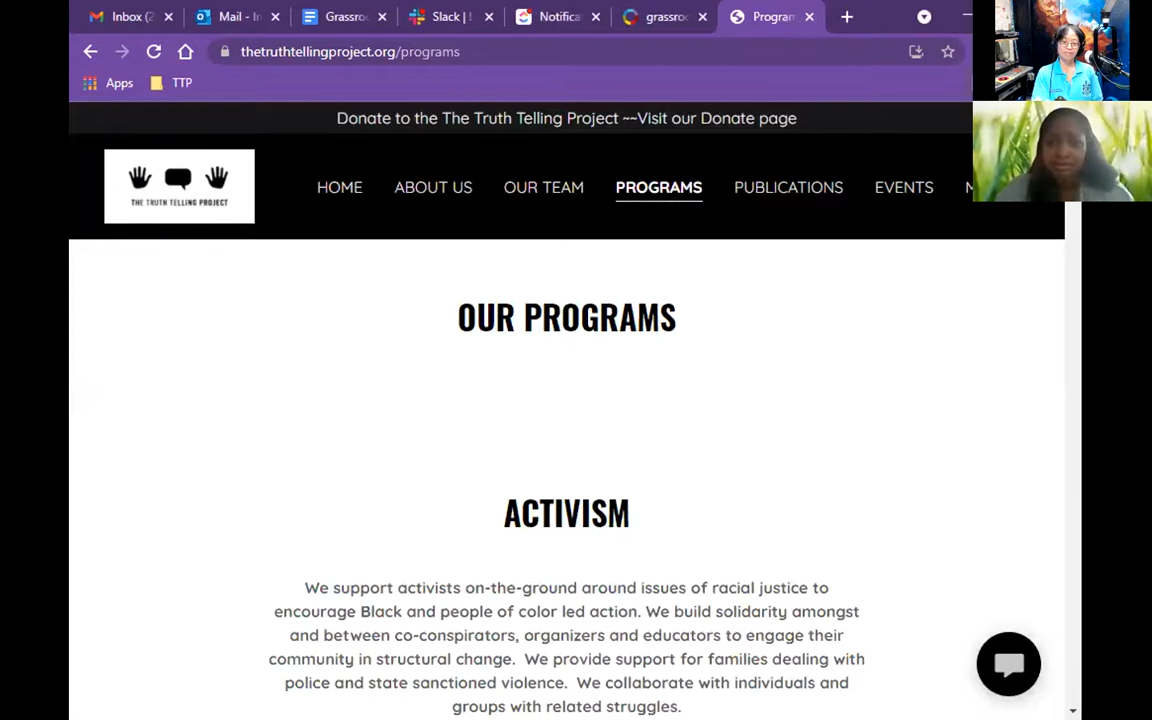 Inbox (2
Mail - In
Grassro
Slack | !
Notifica
grassro
Program
thetruthtellingproject.org/programs
Apps
TTP
Donate to the The Truth Telling Project ~~Visit our Donate page
THE TRUTH TELLING PROJECT
HOME
ABOUT US
OUR TEAM
PROGRAMS
PUBLICATIONS
EVENTS
M
OUR PROGRAMS
ACTIVISM
We support activists on-the-ground around issues of racial justice to
encourage Black and people of color led action. We build solidarity amongst
and between co-conspirators, organizers and educators to engage their
community in structural change.  We provide support for families dealing with
police and state sanctioned violence.  We collaborate with individuals and
groups with related struggles.